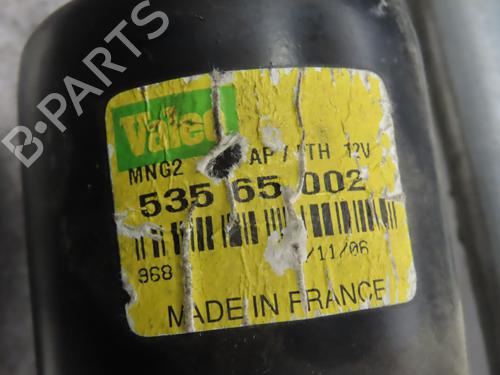 B-PARTS
Valeo
MNG2 AP / TH 12V
535 65 002
968 /11/06
MADE IN FRANCE